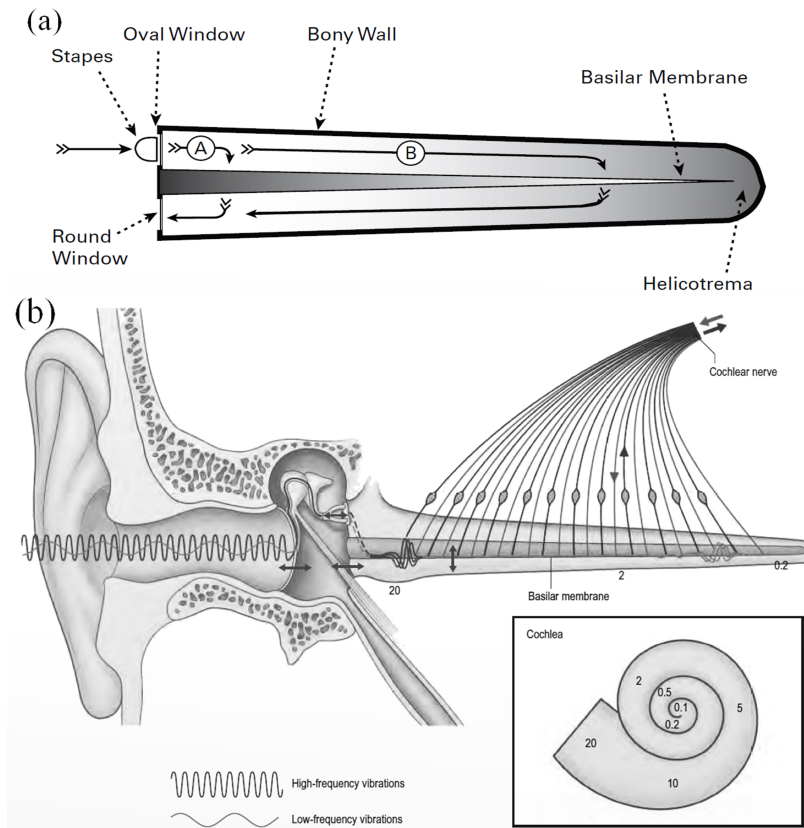 (a)
Oval Window
Bony Wall
Stapes
Basilar Membrane
A
B
Round
Window
Helicotrema
(b)
Cochlear nerve
20
2
0.2
Basilar membrane
Cochlea
2
0.5
0.1
5
0.2
20
10
High-frequency vibrations
Low-frequency vibrations